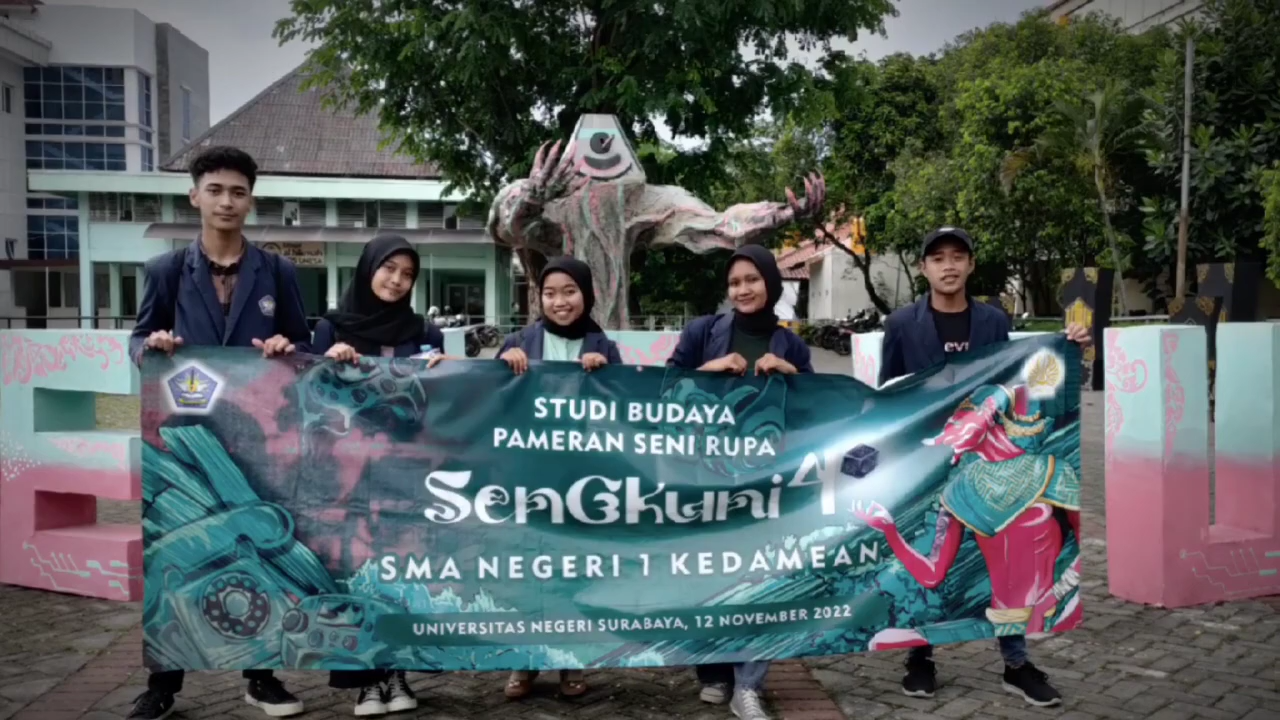 STUDI BUDAYA
PAMERAN SENI RUPA
SENGKUNI 4
SMA NEGERI 1 KEDAMEAN
UNIVERSITAS NEGERI SURABAYA, 12 NOVEMBER 2022